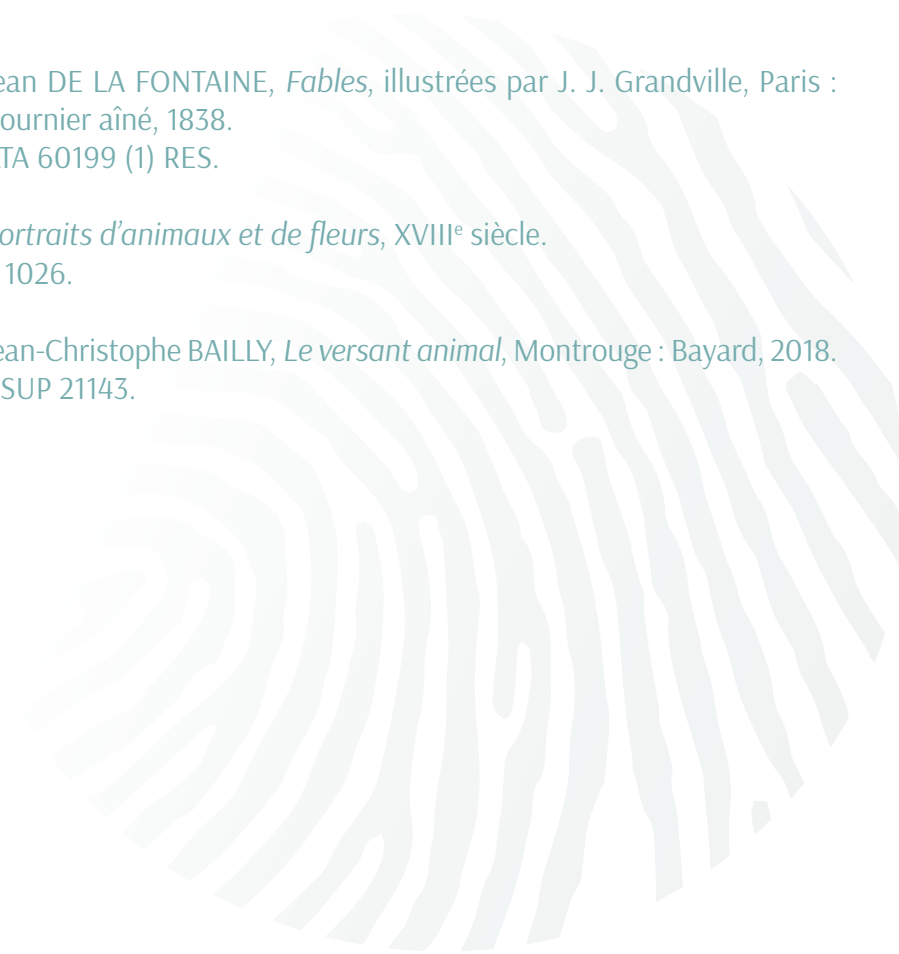 ean DE LA FONTAINE, Fables, illustrées par J. J. Grandville, Paris :
ournier aîné, 1838.
TA 60199 (1) RES.
ortraits d’animaux et de fleurs, XVIIIe siècle.
1026.
ean-Christophe BAILLY, Le versant animal, Montrouge : Bayard, 2018.
SUP 21143.